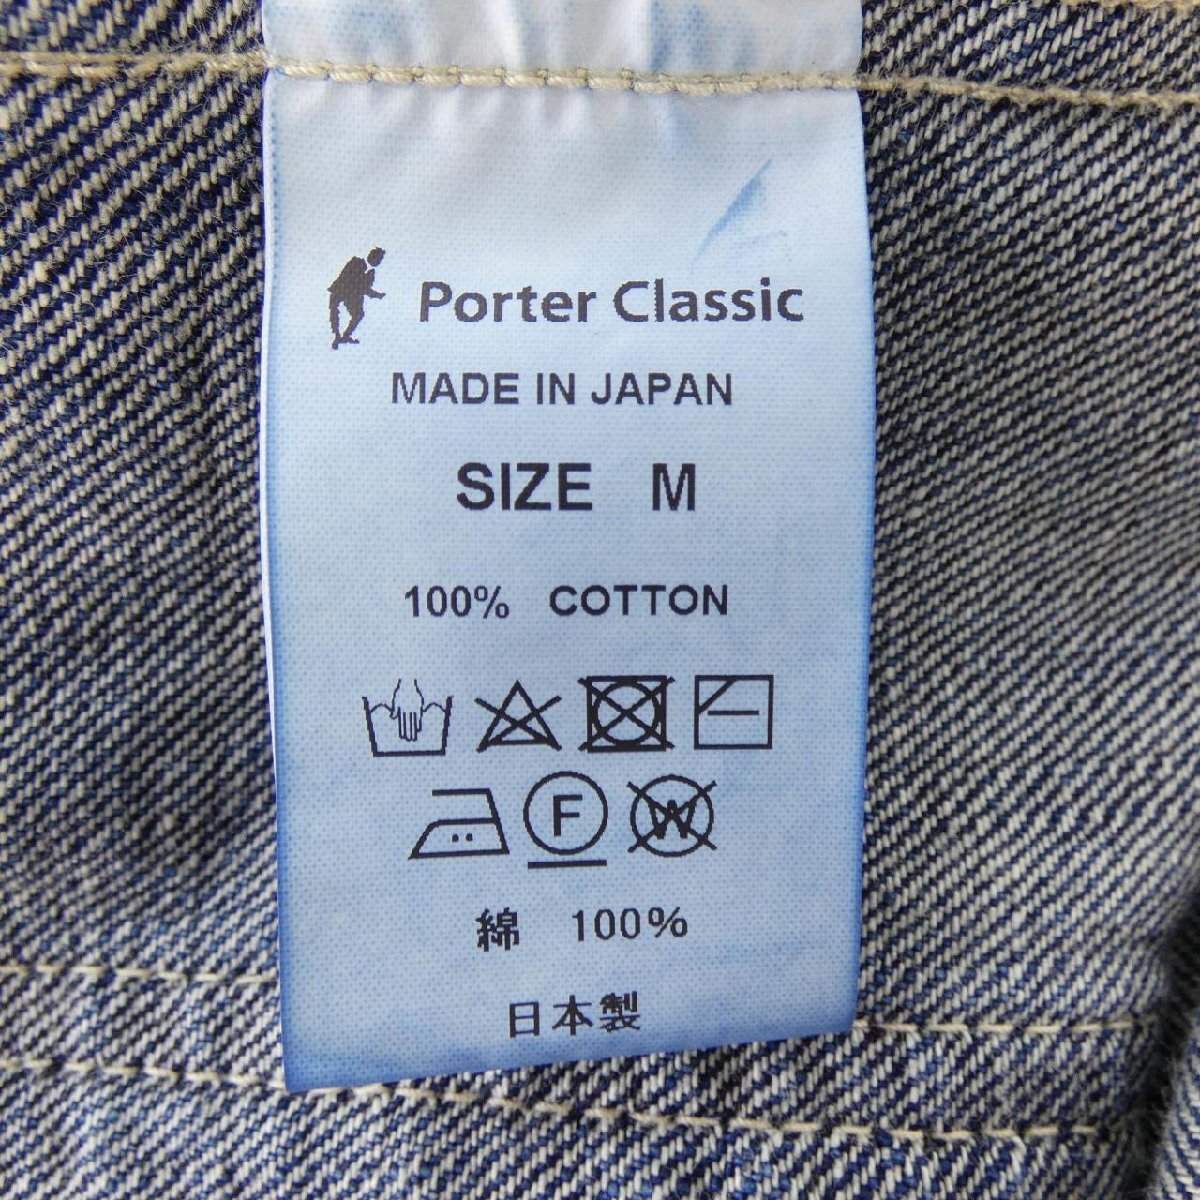 Porter Classic
MADE IN JAPAN
SIZE M
100% COTTON
F W
綿 100%
日本製